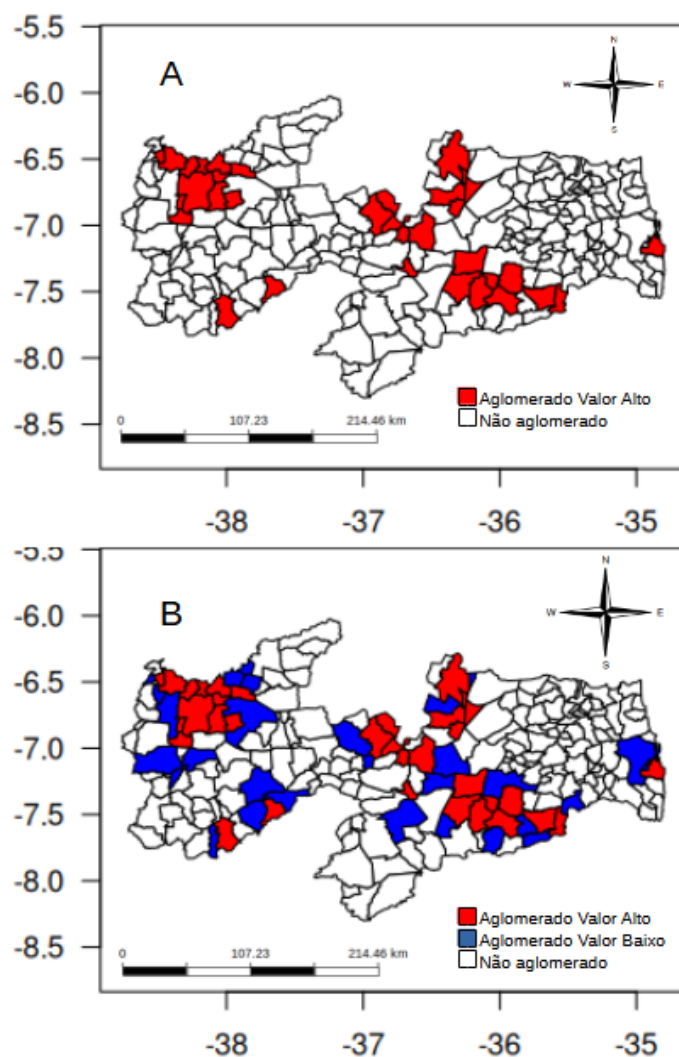 -5.5
A
N
-6.0
W E
S
-6.5
-7.0
-7.5
-8.0
Aglomerado Valor Alto
0 107.23 214.46 km
Não aglomerado
-8.5
-38 -37 -36 -35
-5.5
B
N
-6.0
W E
S
-6.5
-7.0
-7.5
-8.0
Aglomerado Valor Alto
Aglomerado Valor Baixo
0 107.23 214.46 km
Não aglomerado
-8.5
-38 -37 -36 -35